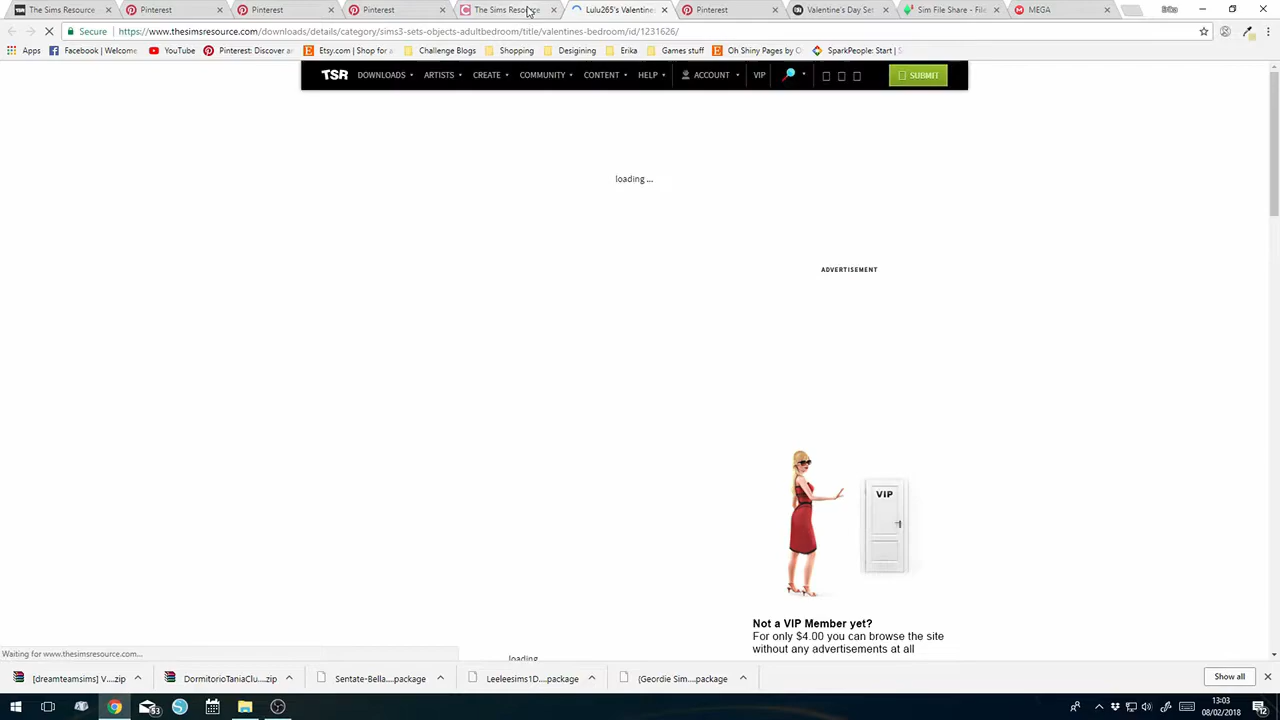 The Sims Resource
Pinterest
Pinterest
Pinterest
The Sims Resource
Lulu265's Valentine
Pinterest
Valentine's Day Set
Sim File Share - File
MEGA
Erika
Secure
https://www.thesimsresource.com/downloads/details/category/sims3-sets-objects-adultbedroom/title/valentines-bedroom/id/1231626/
Apps
Facebook | Welcome
YouTube
Pinterest: Discover a
Etsy.com | Shop for a
Challenge Blogs
Shopping
Desigining
Erika
Games stuff
Oh Shiny Pages by O
SparkPeople: Start | S
TSR
DOWNLOADS
ARTISTS
CREATE
COMMUNITY
CONTENT
HELP
ACCOUNT
VIP
SUBMIT
loading ...
ADVERTISEMENT
VIP
Not a VIP Member yet?
For only $4.00 you can browse the site
without any advertisements at all
loading
Waiting for www.thesimsresource.com...
[dreamteamsims] V....zip
DormitorioTaniaClu....zip
Sentate-Bella....package
Leeleesims1D....package
(Geordie Sim....package
Show all
53
13:03
08/02/2018
12